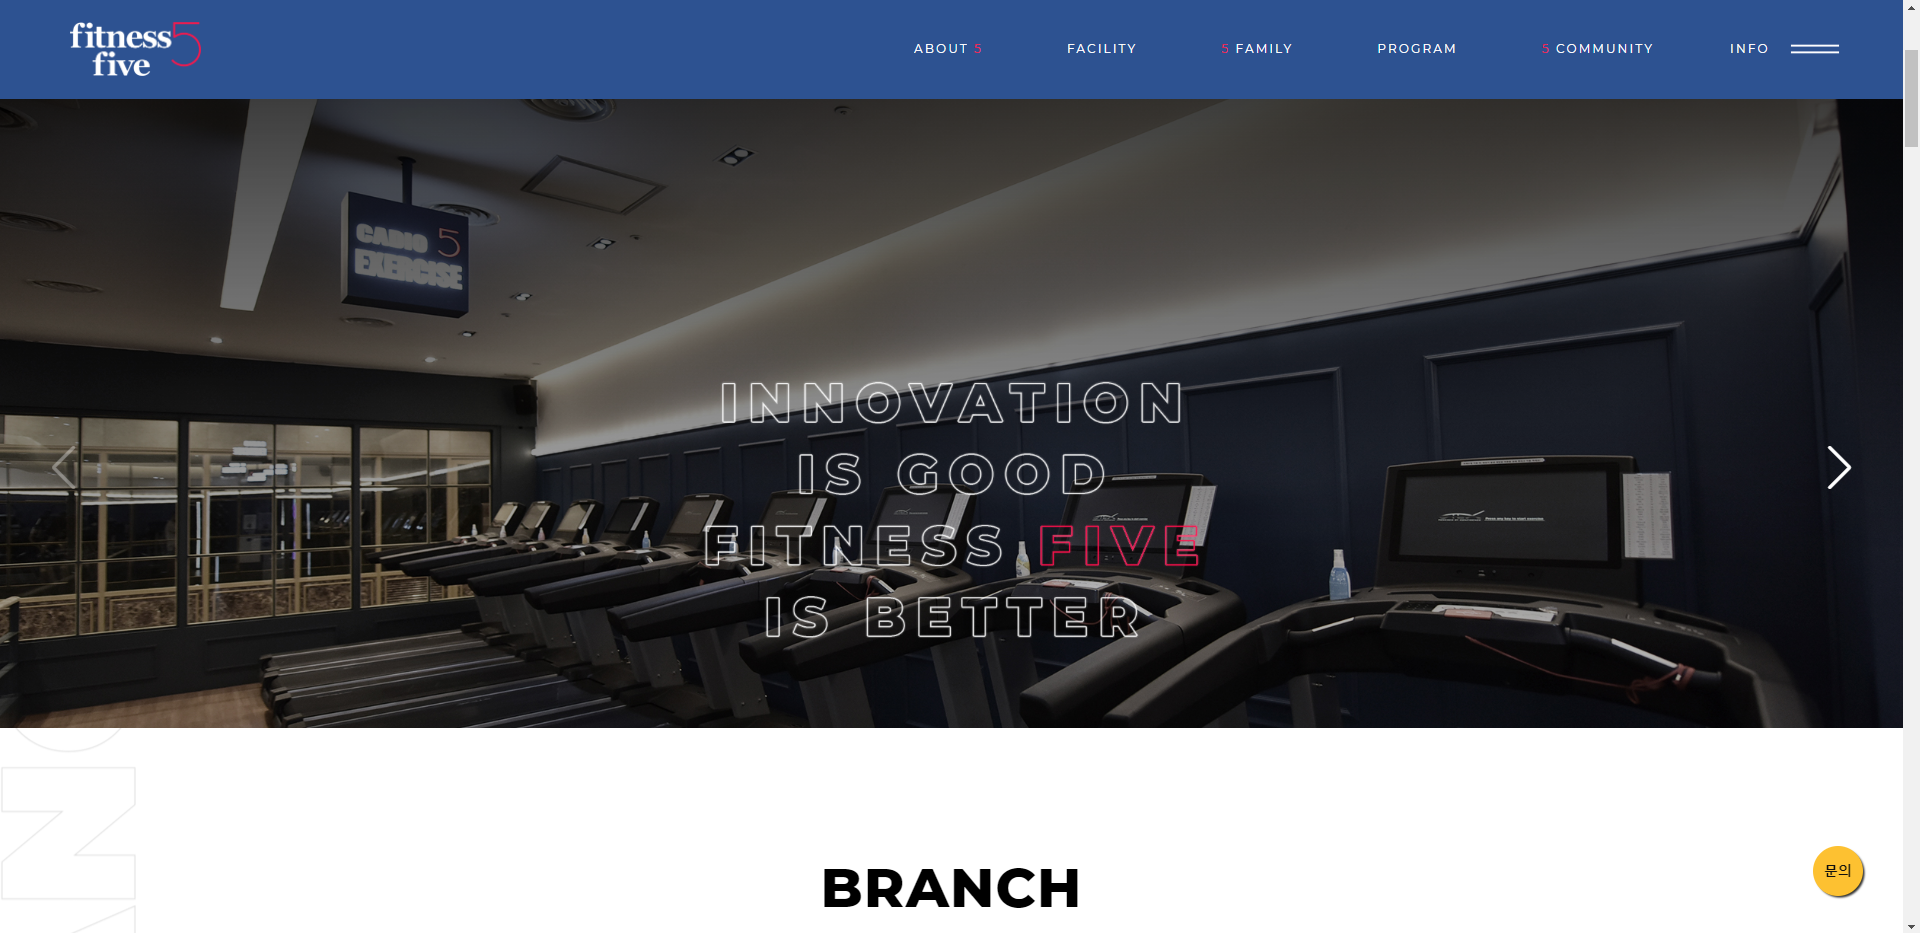 fitness 5
five
ABOUT 5
FACILITY
5 FAMILY
PROGRAM
5 COMMUNITY
INFO
CADIO 5
EXERCISE
INNOVATION
IS GOOD
FITNESS FIVE
IS BETTER
BRANCH
문의